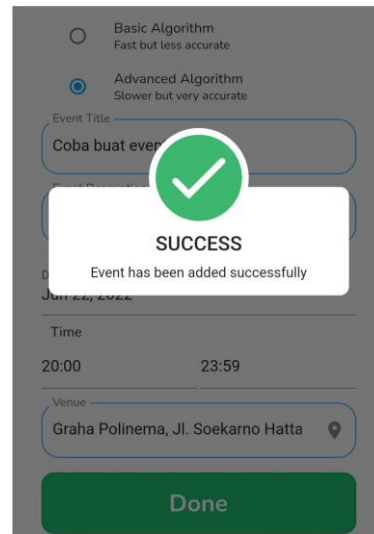 Basic Algorithm
Fast but less accurate
Advanced Algorithm
Slower but very accurate
Event Title
Coba buat
SUCCESS
Event has been added successfully
Jun 22, 2022
Time
20:00 23:59
Venue
Graha Polinema, Jl. Soekarno Hatta
Done